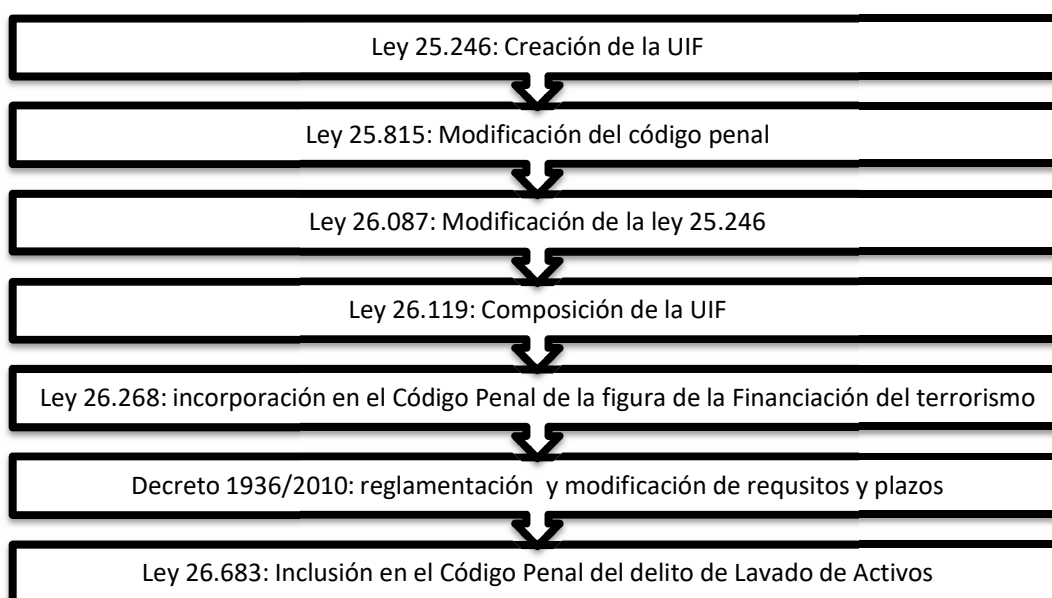 Ley 25.246: Creación de la UIF
Ley 25.815: Modificación del código penal
Ley 26.087: Modificación de la ley 25.246
Ley 26.119: Composición de la UIF
Ley 26.268: incorporación en el Código Penal de la figura de la Financiación del terrorismo
Decreto 1936/2010: reglamentación  y modificación de requsitos y plazos
Ley 26.683: Inclusión en el Código Penal del delito de Lavado de Activos